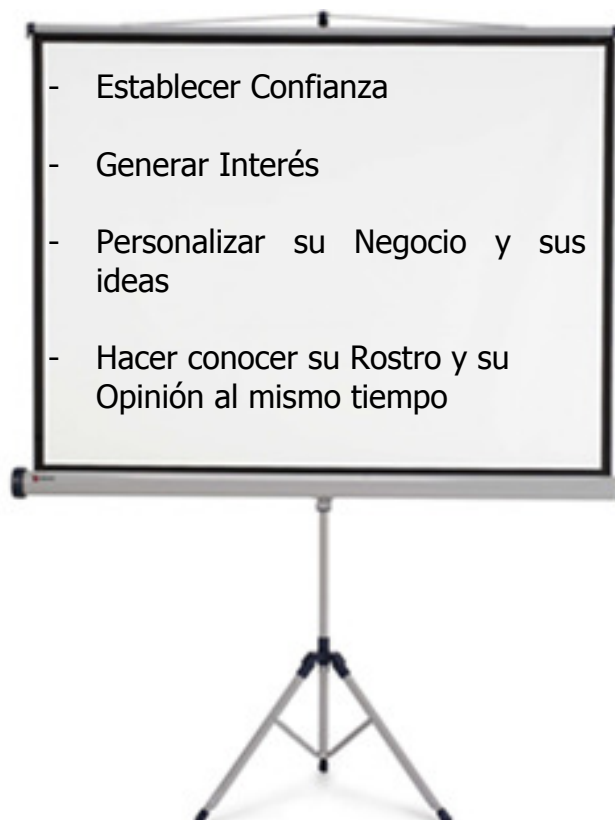 - Establecer Confianza
- Generar Interés
- Personalizar su Negocio y sus
ideas
- Hacer conocer su Rostro y su
Opinión al mismo tiempo